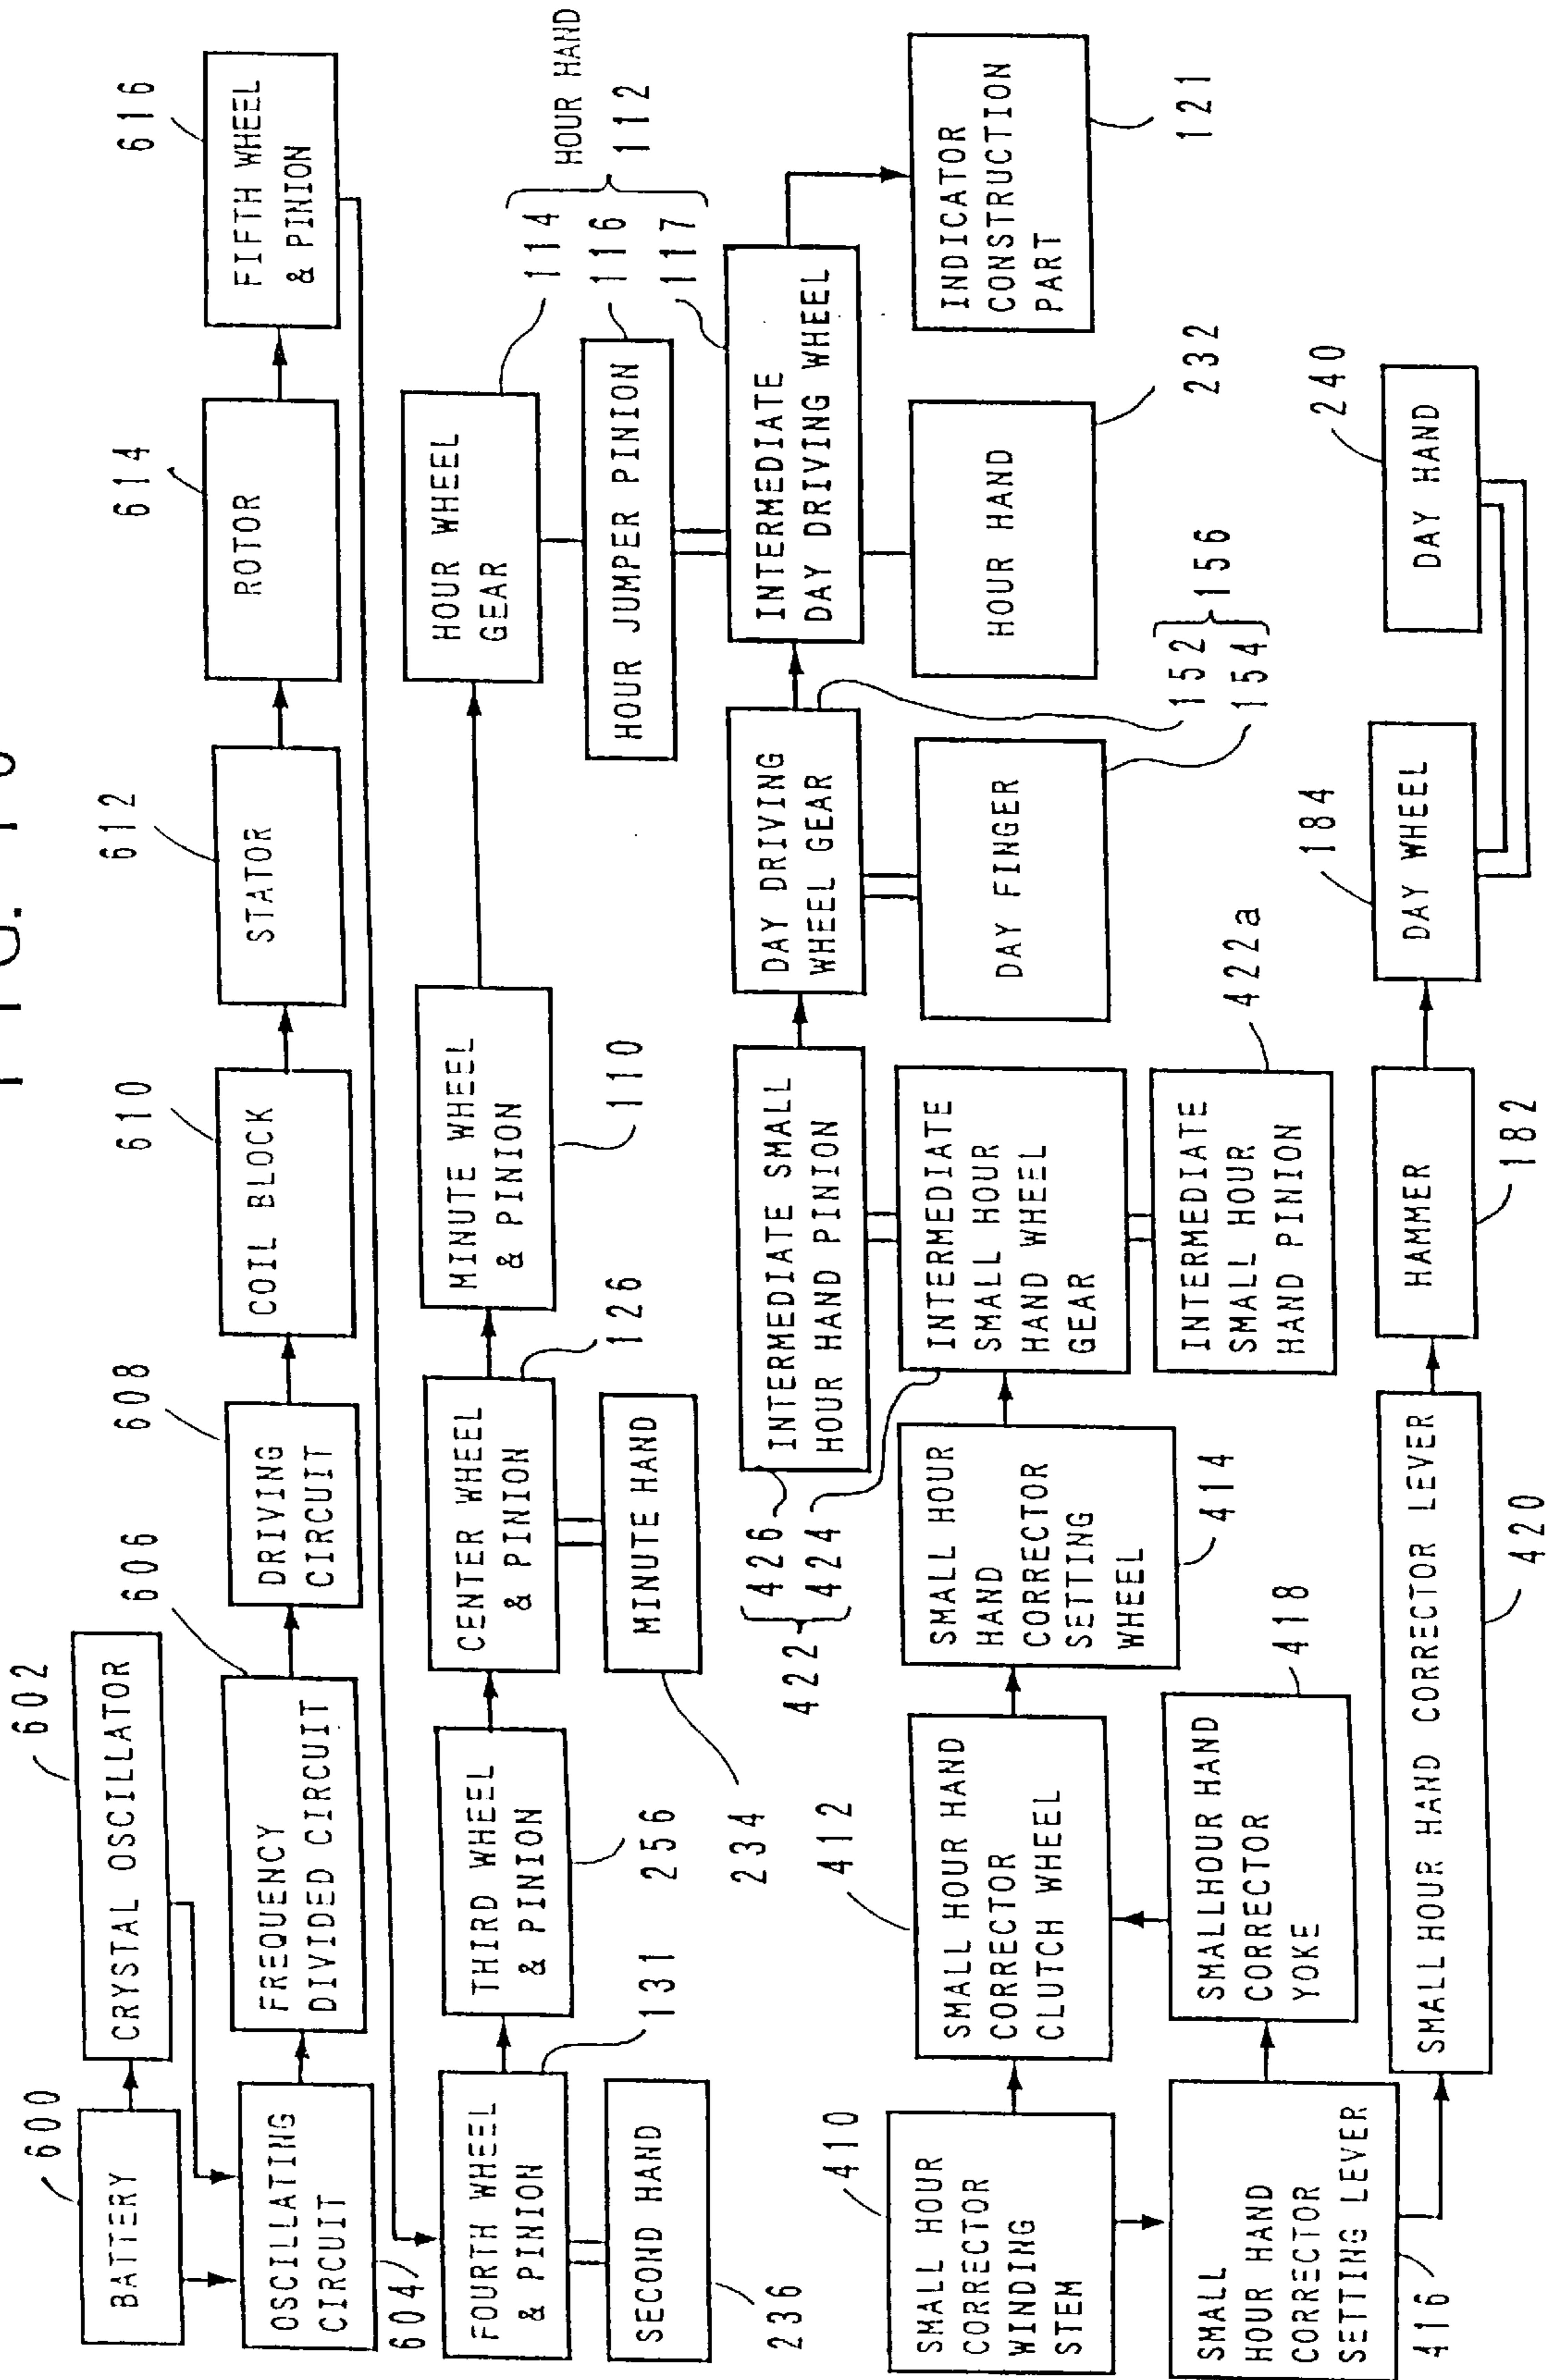 FIG.
600
BATTERY
602
CRYSTAL OSCILLATOR
604
OSCILLATING
CIRCUIT
606
FREQUENCY
DIVIDED CIRCUIT
608
DRIVING
CIRCUIT
610
COIL BLOCK
612
STATOR
614
ROTOR
616
FIFTH WHEEL
& PINION
FOURTH WHEEL
& PINION
131
SECOND HAND
236
THIRD WHEEL
& PINION
256
CENTER WHEEL
& PINION
126
MINUTE HAND
234
MINUTE WHEEL
& PINION
110
HOUR WHEEL
GEAR
114
HOUR JUMPER PINION
116
117
HOUR HAND
112
INTERMEDIATE
DAY DRIVING WHEEL
INDICATOR
CONSTRUCTION
PART
121
HOUR HAND
232
DAY DRIVING
WHEEL GEAR
152
DAY FINGER
154
156
INTERMEDIATE SMALL
HOUR HAND PINION
426
424
422
INTERMEDIATE
SMALL HOUR
HAND WHEEL
GEAR
INTERMEDIATE
SMALL HOUR
HAND PINION
422a
410
SMALL HOUR
CORRECTOR
WINDING
STEM
412
SMALL HOUR HAND
CORRECTOR
CLUTCH WHEEL
SMALL HOUR
HAND
CORRECTOR
SETTING
WHEEL
414
SMALL
HOUR HAND
CORRECTOR
SETTING LEVER
416
SMALLHOUR HAND
CORRECTOR
YOKE
418
SMALL HOUR HAND CORRECTOR LEVER
420
HAMMER
182
DAY WHEEL
184
DAY HAND
240